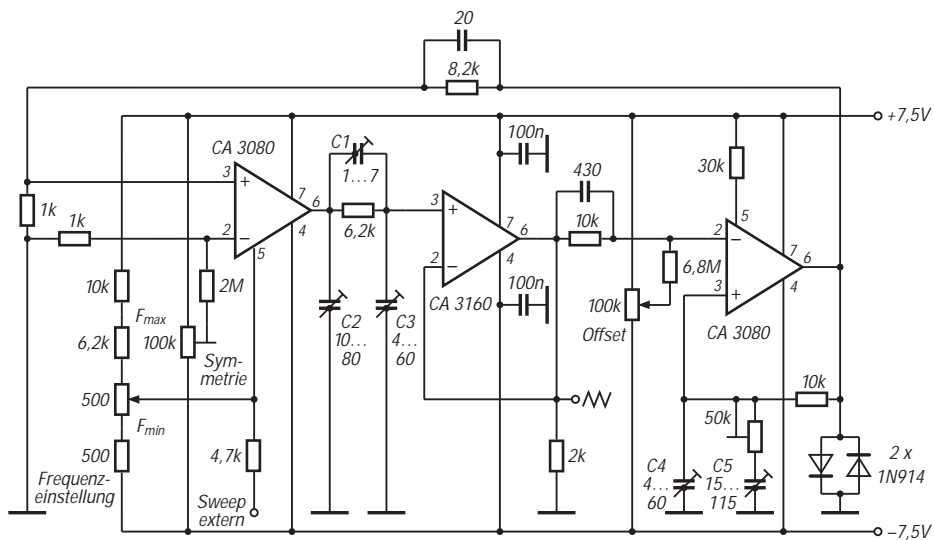 20
8,2k
+7,5V
CA 3080
3
+
7
6
2
−
5
4
1k
1k
C1
1…7
6,2k
100n
3
+
7
6
2
−
4
100n
CA 3160
430
10k
30k
5
2
−
7
6
3
+
4
CA 3080
6,8M
100k
Offset
10k
Fmax
6,2k
100k
2M
Sym-
metrie
500
Fmin
500
Frequenz-
einstellung
4,7k
Sweep
extern
C2
10…
80
C3
4…
60
2k
10k
50k
C4
4…
60
C5
15…
115
2 x
1N914
−7,5V